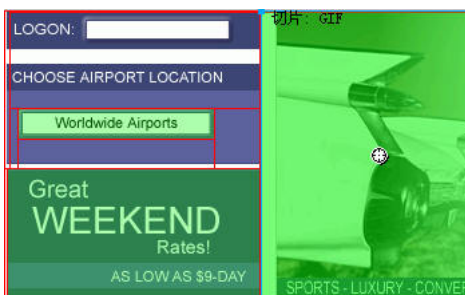 LOGON:
切片: GIF
CHOOSE AIRPORT LOCATION
Worldwide Airports
Great
WEEKEND
Rates!
AS LOW AS $9-DAY
SPORTS - LUXURY - CONVER